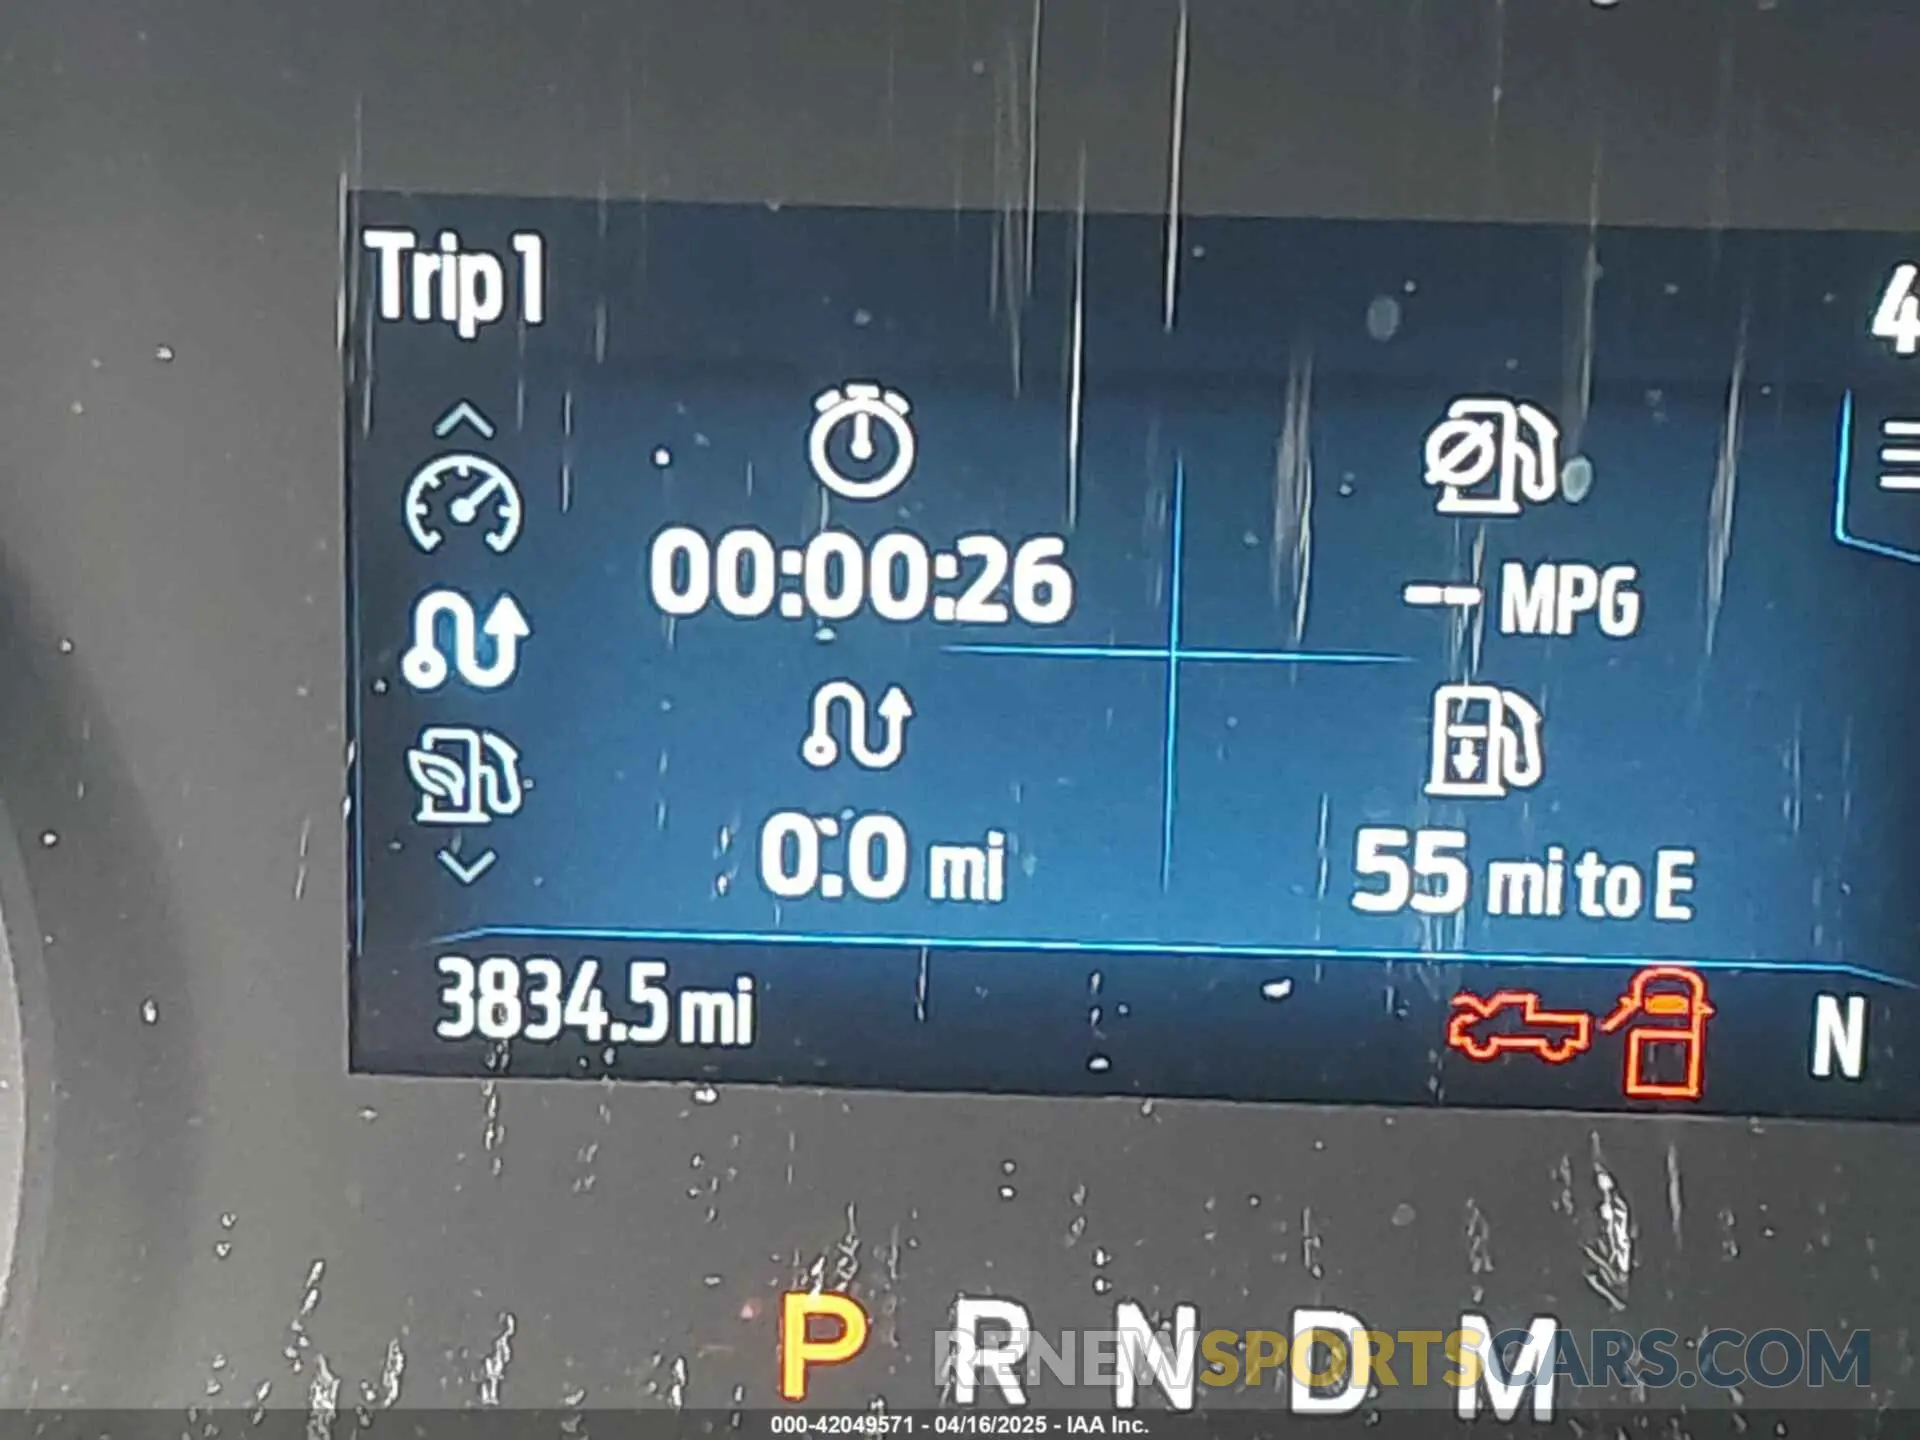 Trip 1
4
00:00:26
-- MPG
0.0 mi
55 mi to E
3834.5 mi
N
P R N D M
RENEWSPORTSCARS.COM
000-42049571 - 04/16/2025 - IAA Inc.